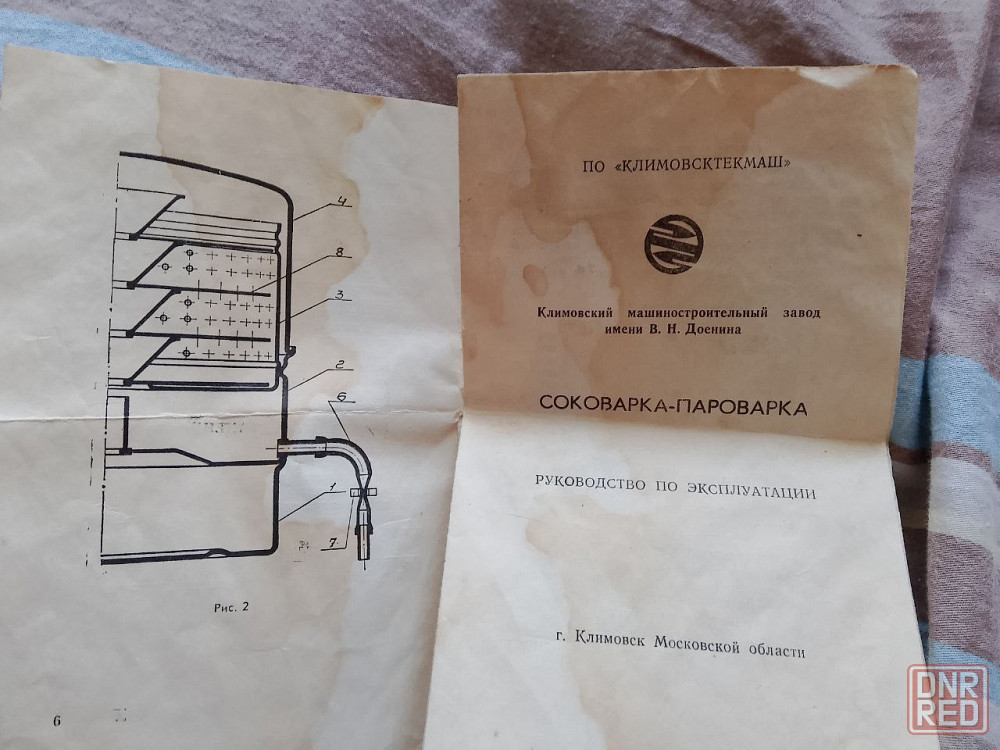 4
8
3
2
6
1
7
Рис. 2
6
ПО «КЛИМОВСКТЕКМАШ»
Климовский машиностроительный завод
имени В. Н. Доенина
СОКОВАРКА-ПАРОВАРКА
РУКОВОДСТВО ПО ЭКСПЛУАТАЦИИ
г. Климовск Московской области
DNR
RED